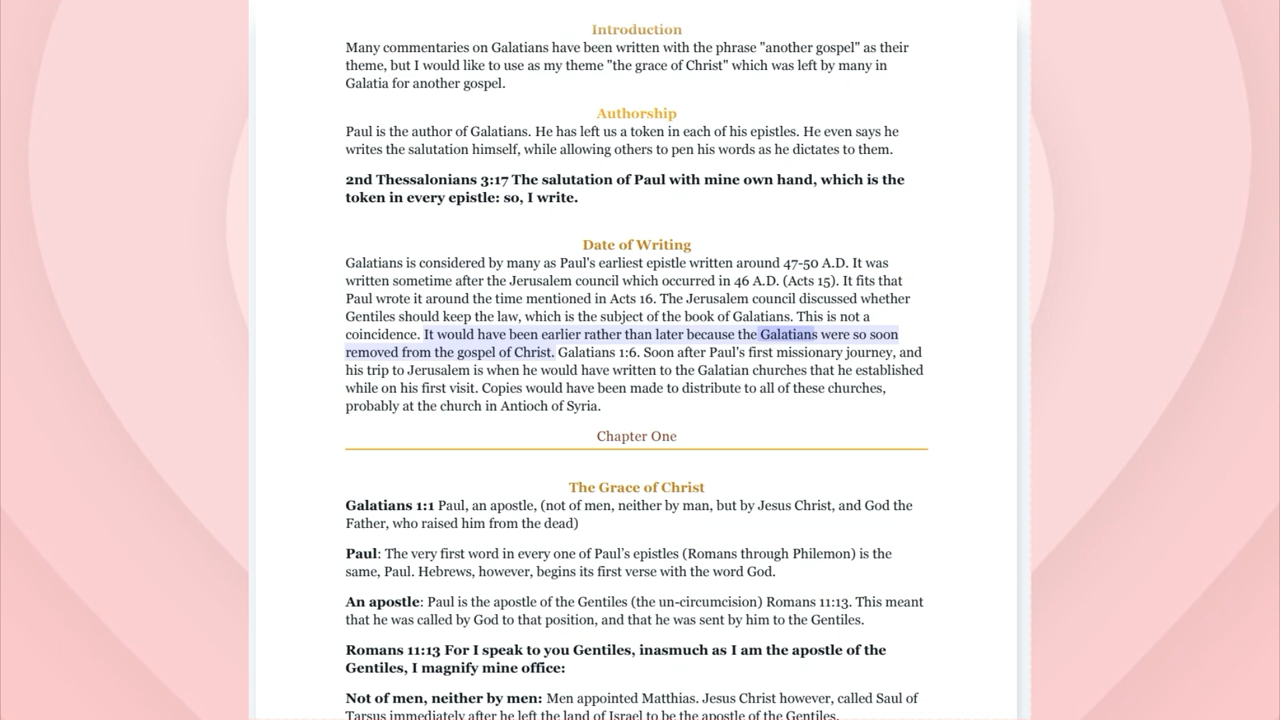 Introduction
Many commentaries on Galatians have been written with the phrase "another gospel" as their
theme, but I would like to use as my theme "the grace of Christ" which was left by many in
Galatia for another gospel.
Authorship
Paul is the author of Galatians. He has left us a token in each of his epistles. He even says he
writes the salutation himself, while allowing others to pen his words as he dictates to them.
2nd Thessalonians 3:17 The salutation of Paul with mine own hand, which is the
token in every epistle: so, I write.
Date of Writing
Galatians is considered by many as Paul's earliest epistle written around 47-50 A.D. It was
written sometime after the Jerusalem council which occurred in 46 A.D. (Acts 15). It fits that
Paul wrote it around the time mentioned in Acts 16. The Jerusalem council discussed whether
Gentiles should keep the law, which is the subject of the book of Galatians. This is not a
coincidence. It would have been earlier rather than later because the Galatians were so soon
removed from the gospel of Christ. Galatians 1:6. Soon after Paul's first missionary journey, and
his trip to Jerusalem is when he would have written to the Galatian churches that he established
while on his first visit. Copies would have been made to distribute to all of these churches,
probably at the church in Antioch of Syria.
Chapter One
The Grace of Christ
Galatians 1:1 Paul, an apostle, (not of men, neither by man, but by Jesus Christ, and God the
Father, who raised him from the dead)
Paul: The very first word in every one of Paul’s epistles (Romans through Philemon) is the
same, Paul. Hebrews, however, begins its first verse with the word God.
An apostle: Paul is the apostle of the Gentiles (the un-circumcision) Romans 11:13. This meant
that he was called by God to that position, and that he was sent by him to the Gentiles.
Romans 11:13 For I speak to you Gentiles, inasmuch as I am the apostle of the
Gentiles, I magnify mine office:
Not of men, neither by men: Men appointed Matthias. Jesus Christ however, called Saul of
Tarsus immediately after he left the land of Israel to be the apostle of the Gentiles.